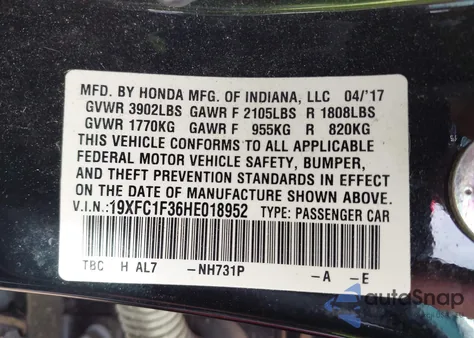 MFD. BY HONDA MFG. OF INDIANA, LLC 04/'17
GVWR 3902LBS GAWR F 2105LBS R 1808LBS
GVWR 1770KG GAWR F 955KG R 820KG
THIS VEHICLE CONFORMS TO ALL APPLICABLE
FEDERAL MOTOR VEHICLE SAFETY, BUMPER,
AND THEFT PREVENTION STANDARDS IN EFFECT
ON THE DATE OF MANUFACTURE SHOWN ABOVE.
V.I.N.: 19XFC1F36HE018952 TYPE: PASSENGER CAR
TBC H AL7 -NH731P -A -E
autoSnap